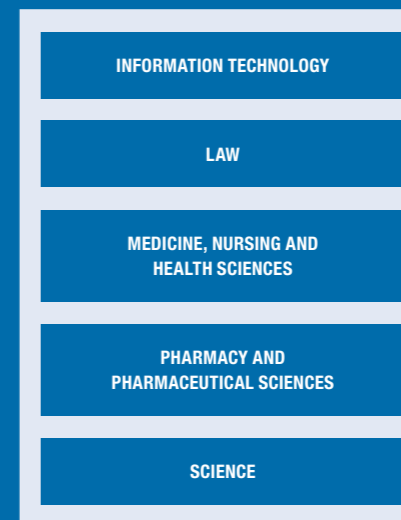 INFORMATION TECHNOLOGY
LAW
MEDICINE, NURSING AND
HEALTH SCIENCES
PHARMACY AND
PHARMACEUTICAL SCIENCES
SCIENCE